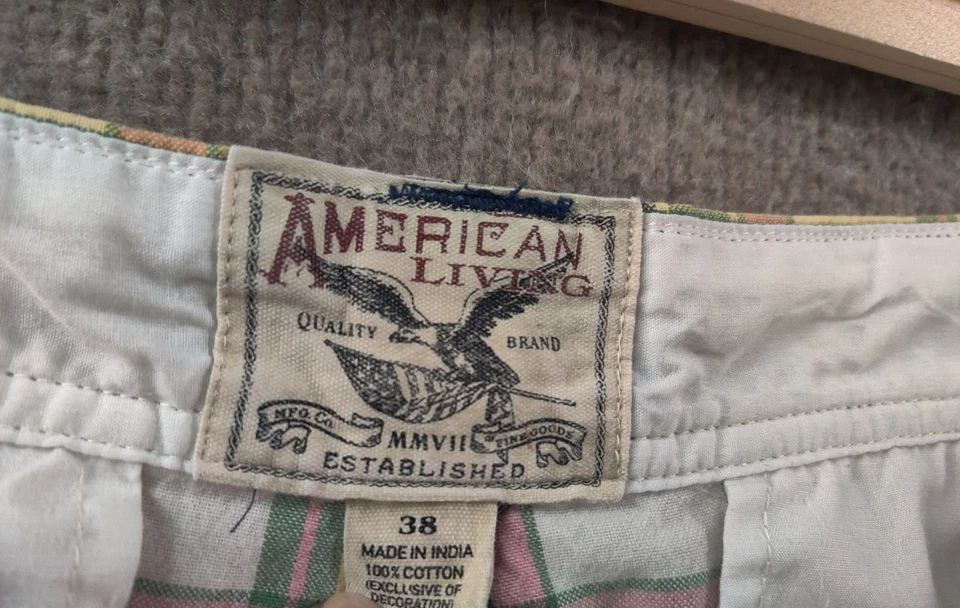 AMERICAN
LIVING
QUALITY BRAND
MFG. CO. MMVII FINE GOODS
ESTABLISHED
38
MADE IN INDIA
100% COTTON
(EXCLUSIVE OF
DECORATION)